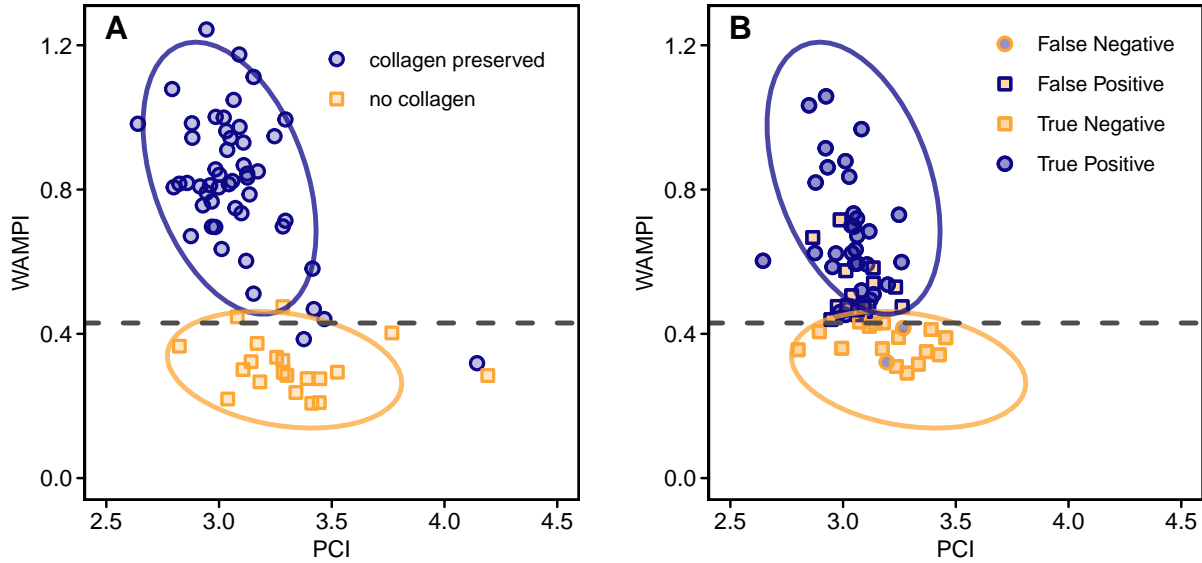 A
collagen preserved
no collagen
WAMPI
1.2
0.8
0.4
0.0
2.5 3.0 3.5 4.0 4.5
PCI
B
False Negative
False Positive
True Negative
True Positive
WAMPI
1.2
0.8
0.4
0.0
2.5 3.0 3.5 4.0 4.5
PCI